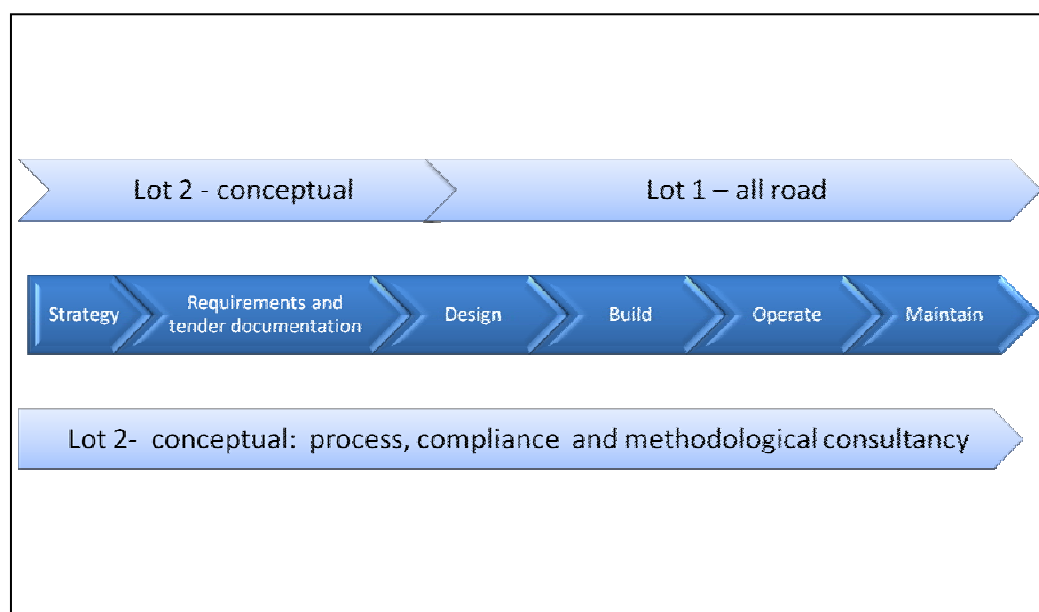 Lot 2 - conceptual
Lot 1 – all road
Strategy
Requirements and
tender documentation
Design
Build
Operate
Maintain
Lot 2- conceptual: process, compliance and methodological consultancy